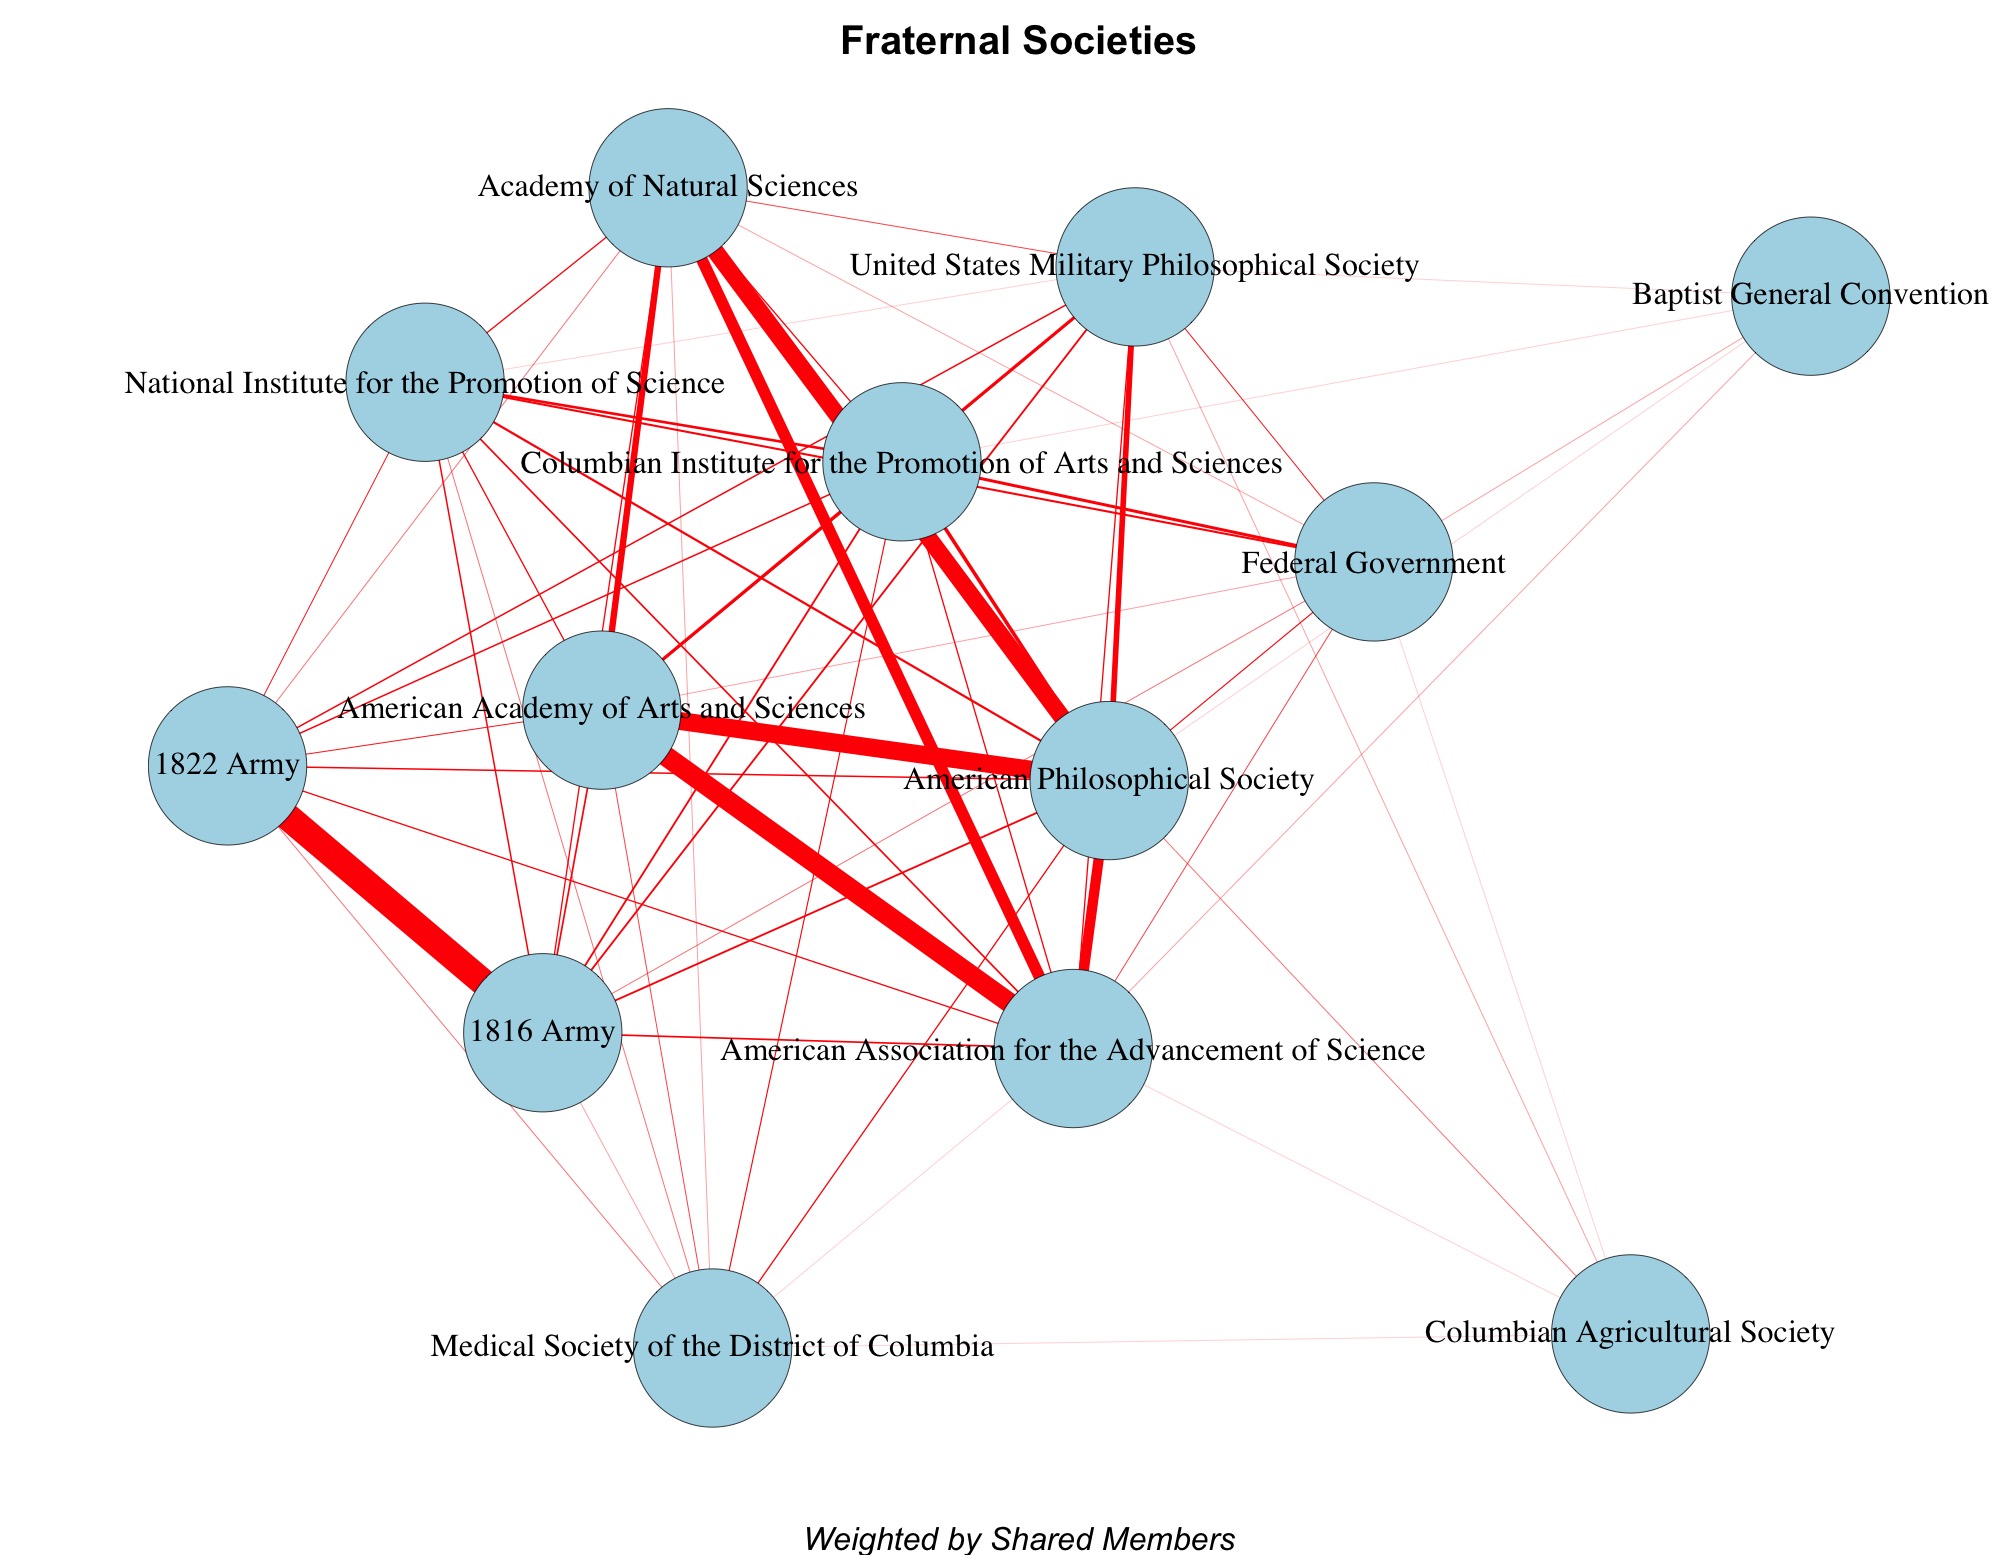 Fraternal Societies
Academy of Natural Sciences
United States Military Philosophical Society
Baptist General Convention
National Institute for the Promotion of Science
Columbian Institute for the Promotion of Arts and Sciences
Federal Government
American Academy of Arts and Sciences
1822 Army
American Philosophical Society
1816 Army
American Association for the Advancement of Science
Columbian Agricultural Society
Medical Society of the District of Columbia
Weighted by Shared Members